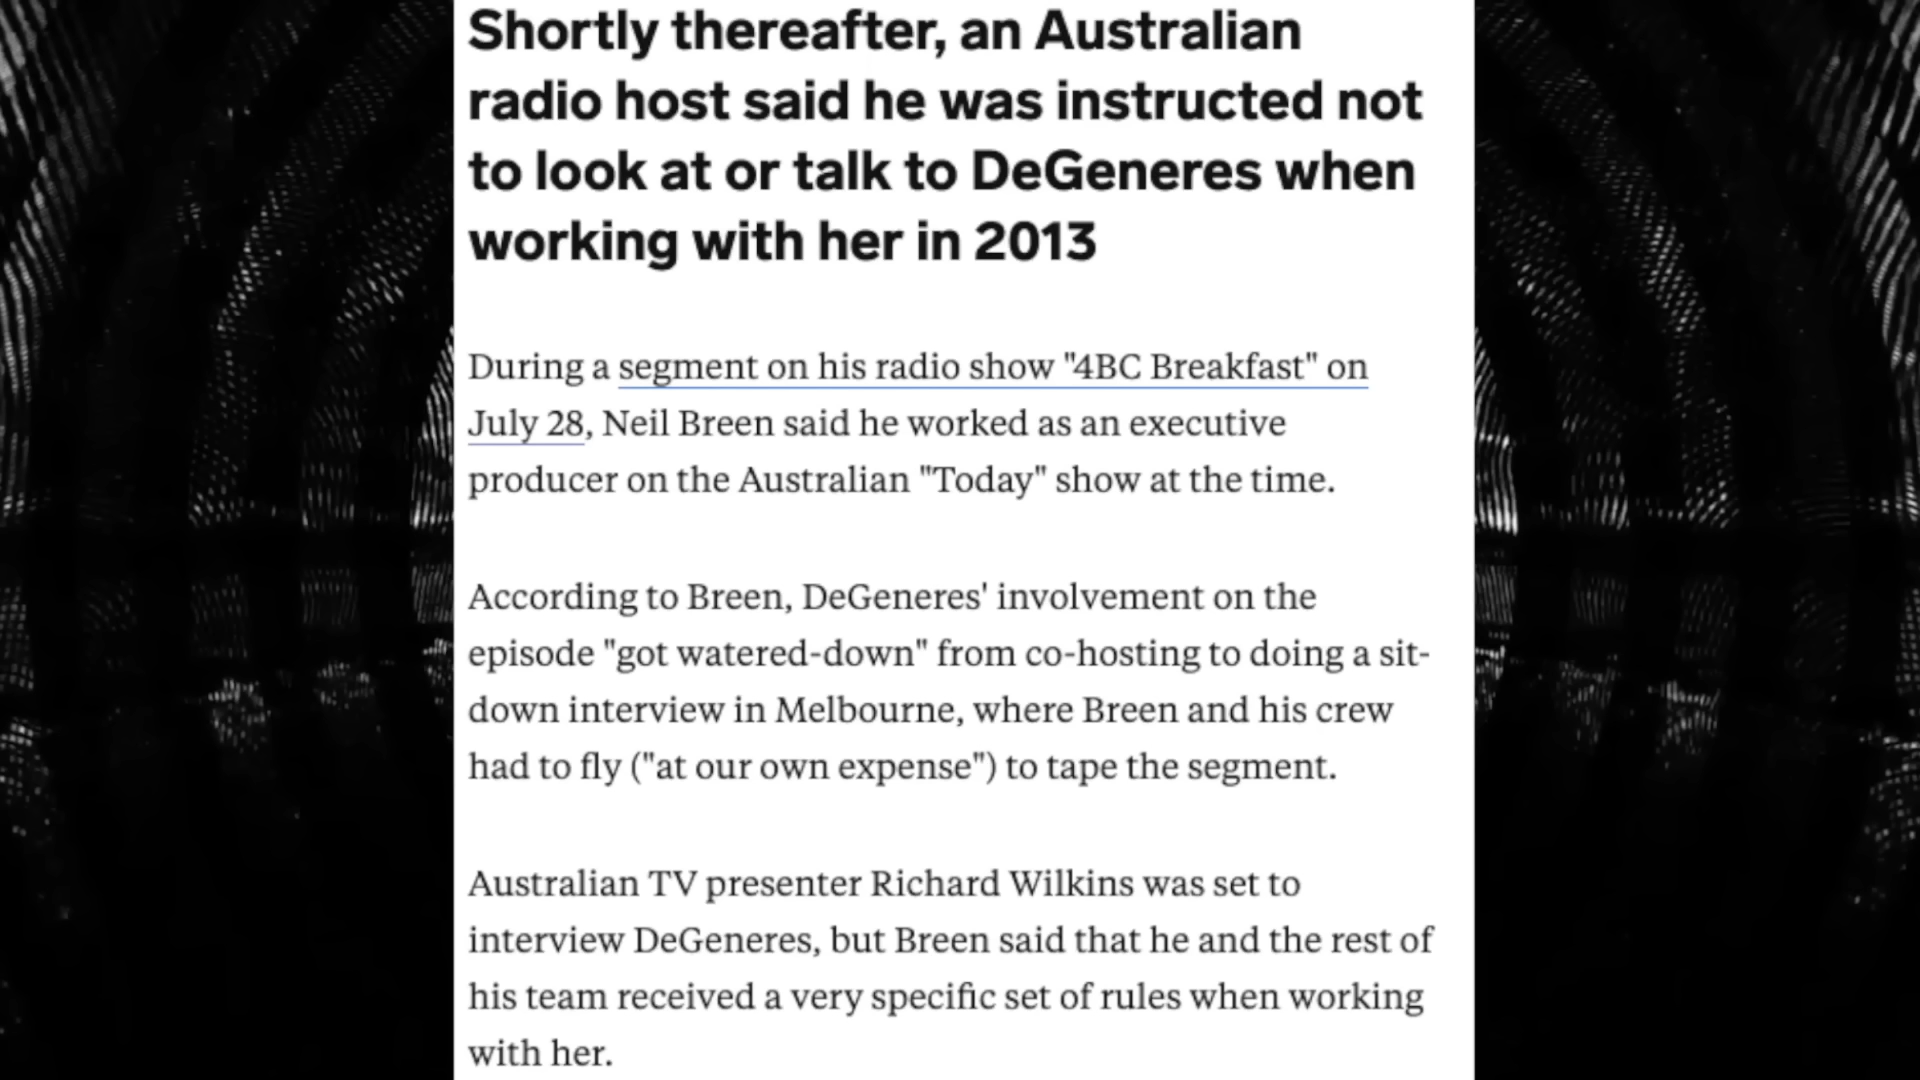 Shortly thereafter, an Australian
radio host said he was instructed not
to look at or talk to DeGeneres when
working with her in 2013
During a segment on his radio show "4BC Breakfast" on
July 28, Neil Breen said he worked as an executive
producer on the Australian "Today" show at the time.
According to Breen, DeGeneres' involvement on the
episode "got watered-down" from co-hosting to doing a sit-
down interview in Melbourne, where Breen and his crew
had to fly ("at our own expense") to tape the segment.
Australian TV presenter Richard Wilkins was set to
interview DeGeneres, but Breen said that he and the rest of
his team received a very specific set of rules when working
with her.